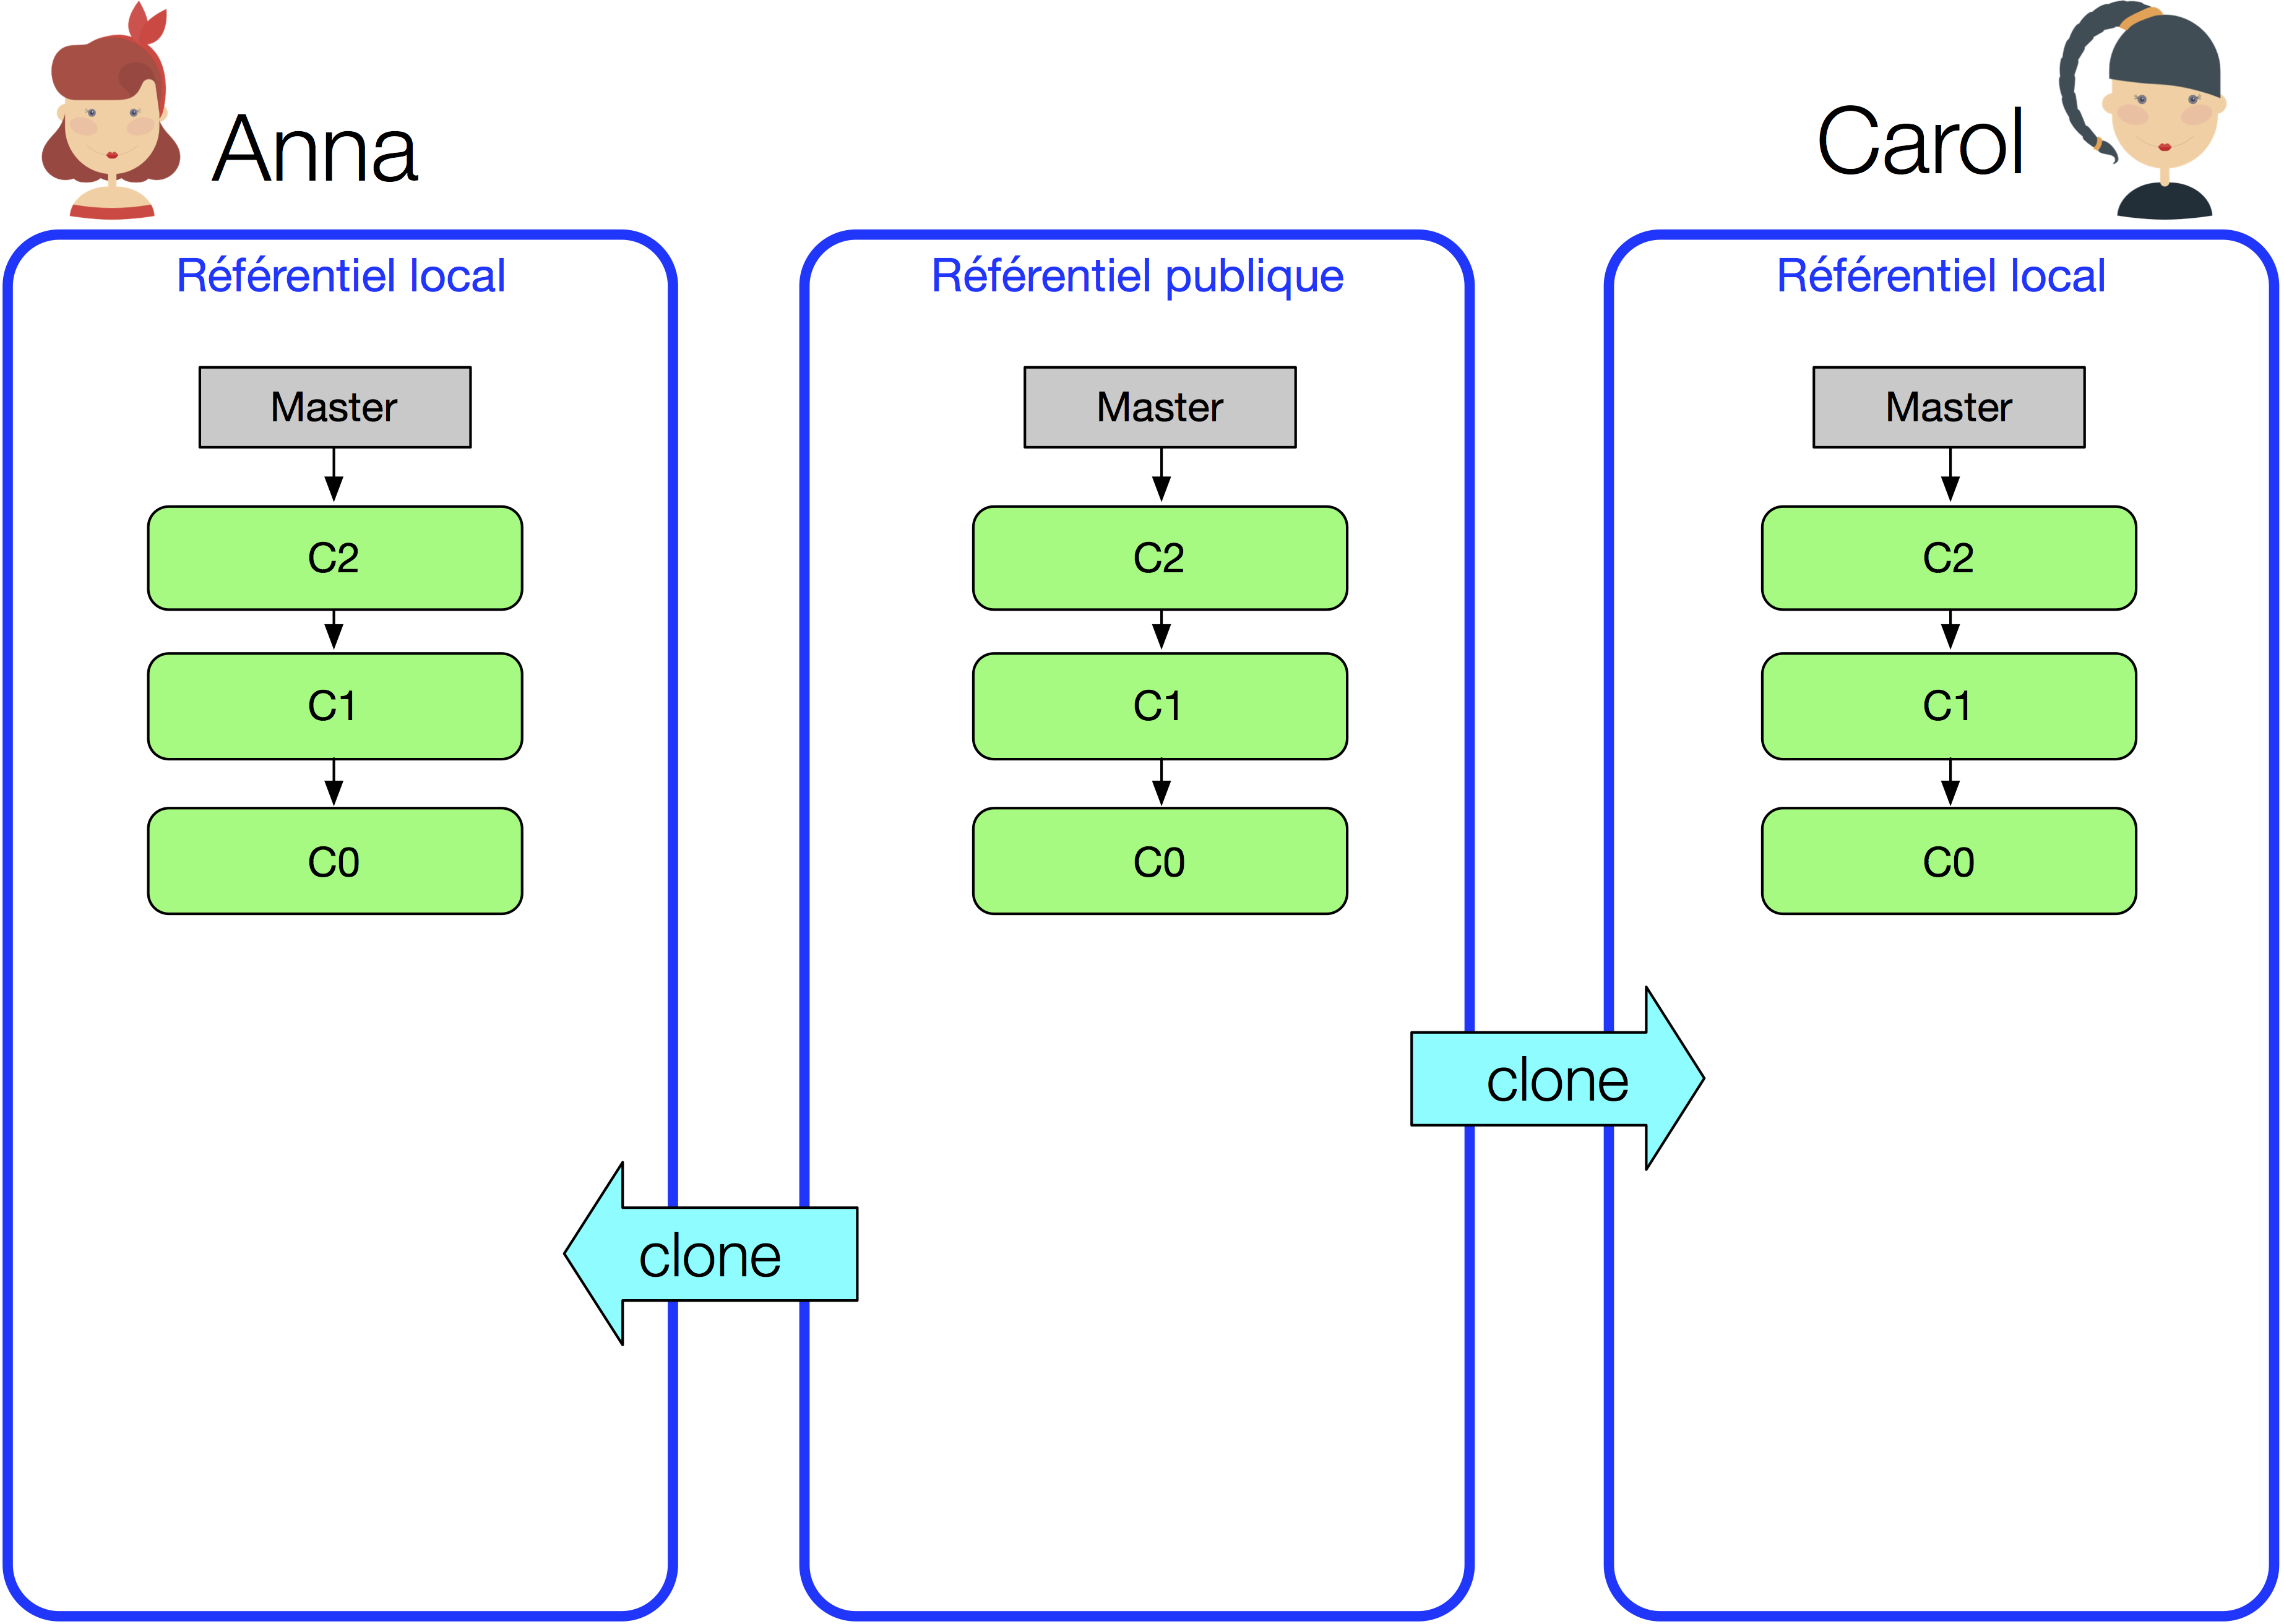 Anna
Carol
Référentiel local
Référentiel publique
Référentiel local
Master
Master
Master
C2
C2
C2
C1
C1
C1
C0
C0
C0
clone
clone